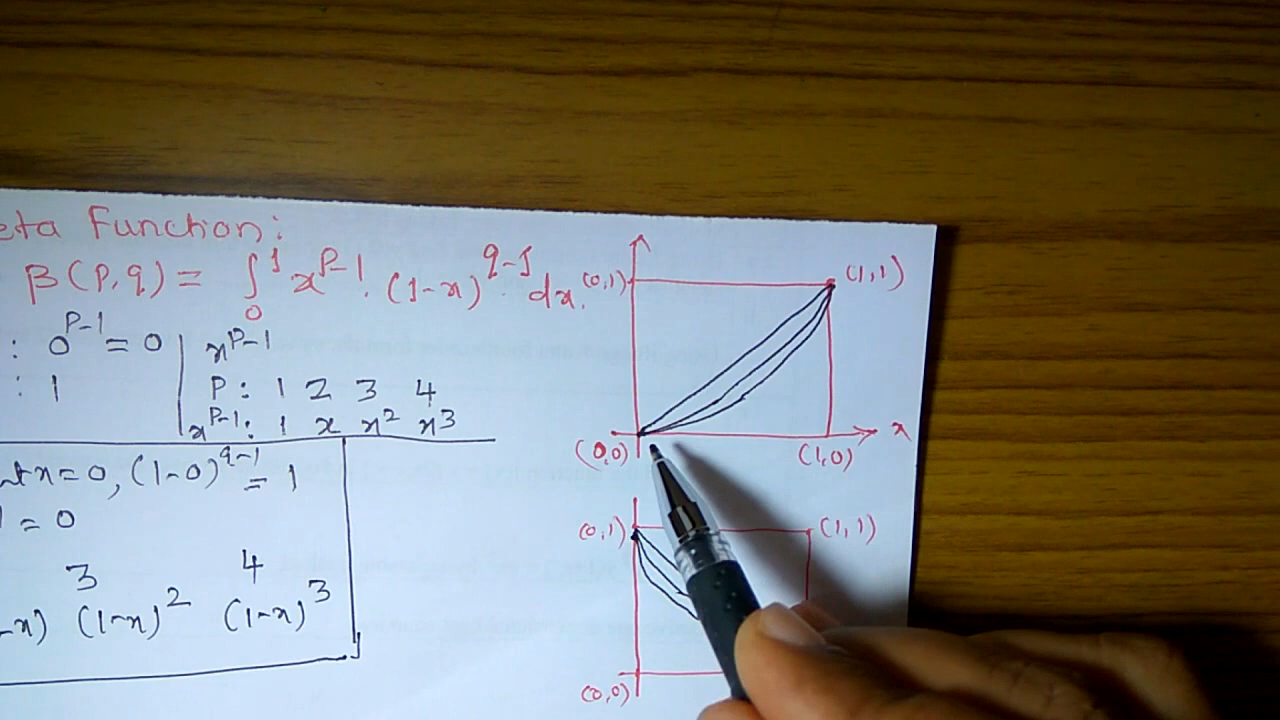 eta Function:
β(P,q) = ∫₀¹ x^(P-1) . (1-x)^(q-1) dx.
: 0^(P-1) = 0 | x^(P-1)
: 1
P: 1 2 3 4
x^(P-1): 1 x x² x³
t x=0, (1-0)^(q-1) = 1
= 0
3 4
-x) (1-x)² (1-x)³
(0,1) (1,1)
x
(0,0) (1,0)
(0,1) (1,1)
(0,0)